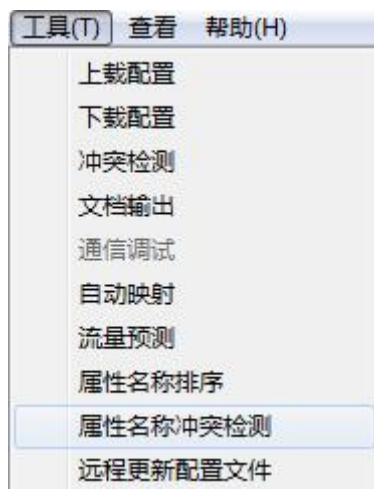 工具(T) 查看 帮助(H)
上载配置
下载配置
冲突检测
文档输出
通信调试
自动映射
流量预测
属性名称排序
属性名称冲突检测
远程更新配置文件